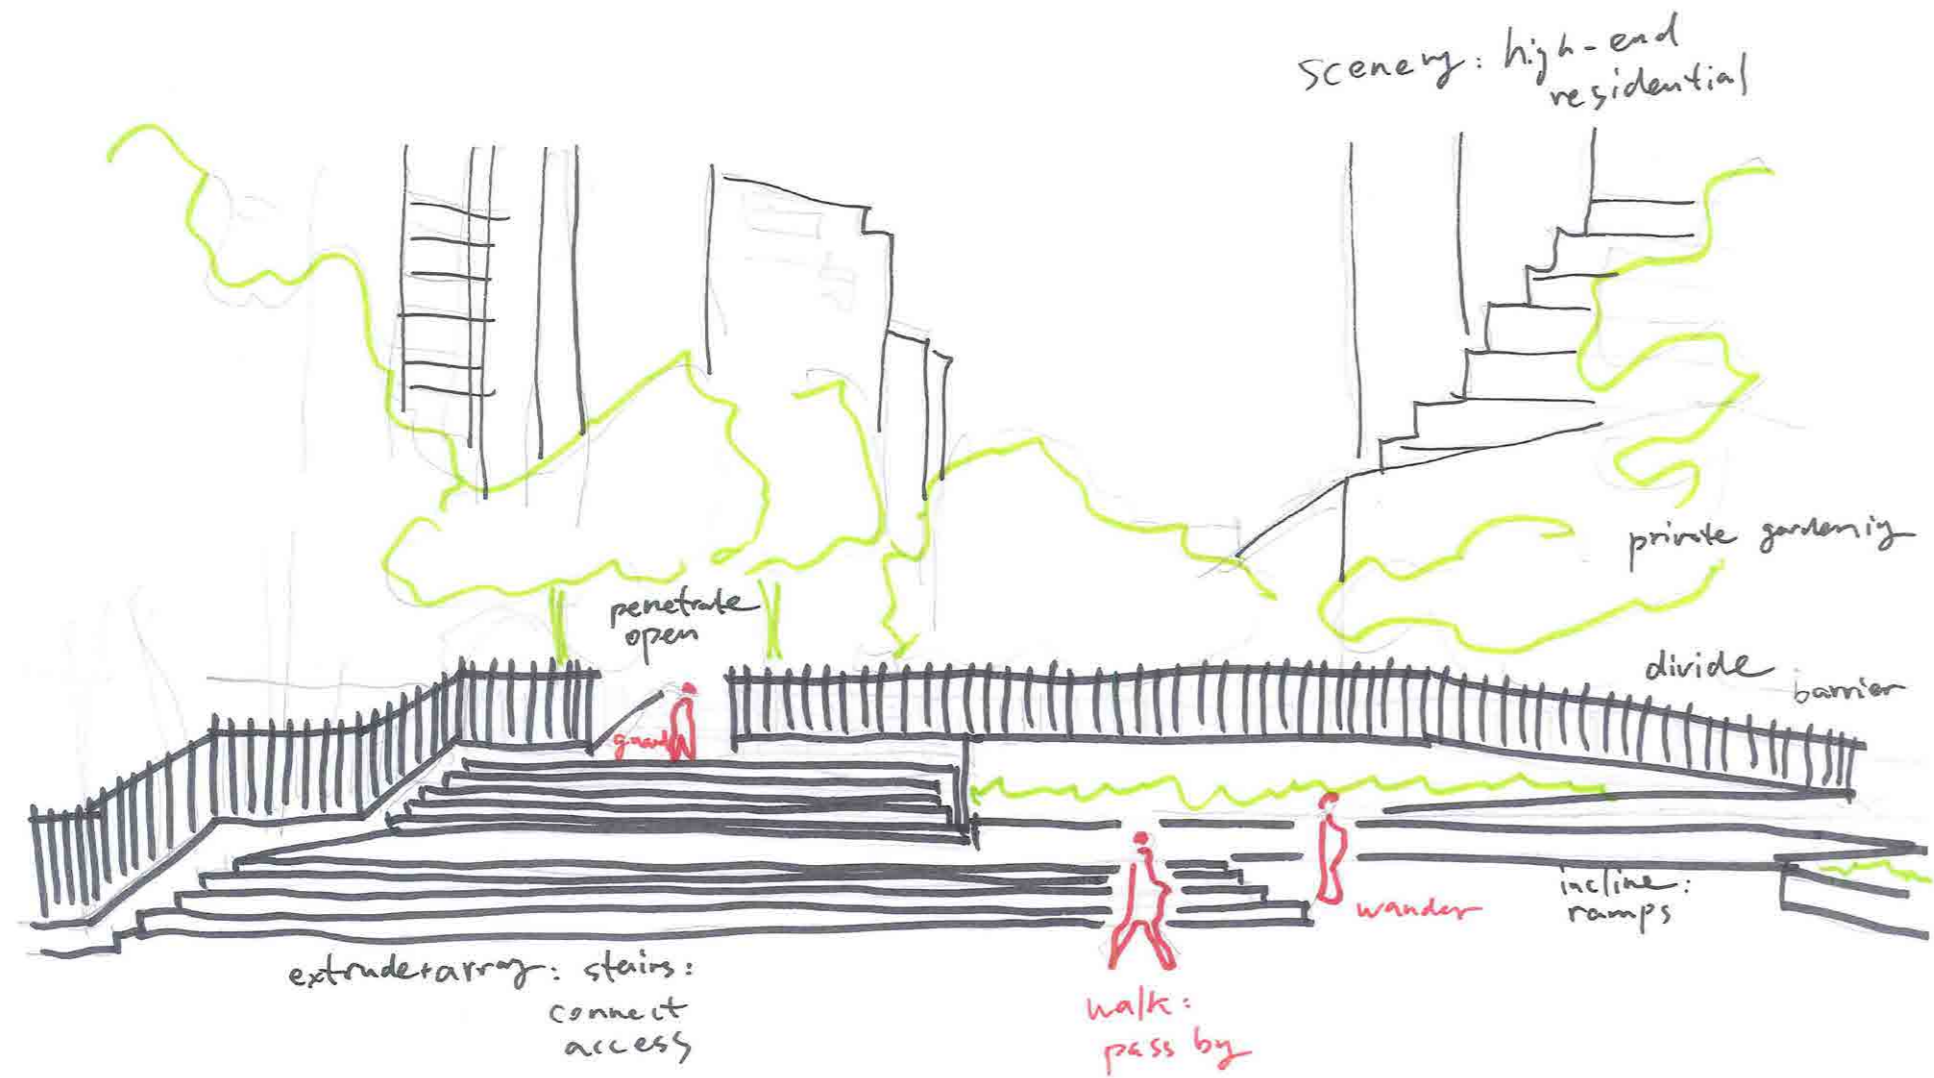 scenery: high-end
residential
private gardenig
penetrate
open
divide
barrier
guard
incline:
ramps
wander
extrude+array: stairs:
connect
access
walk:
pass by